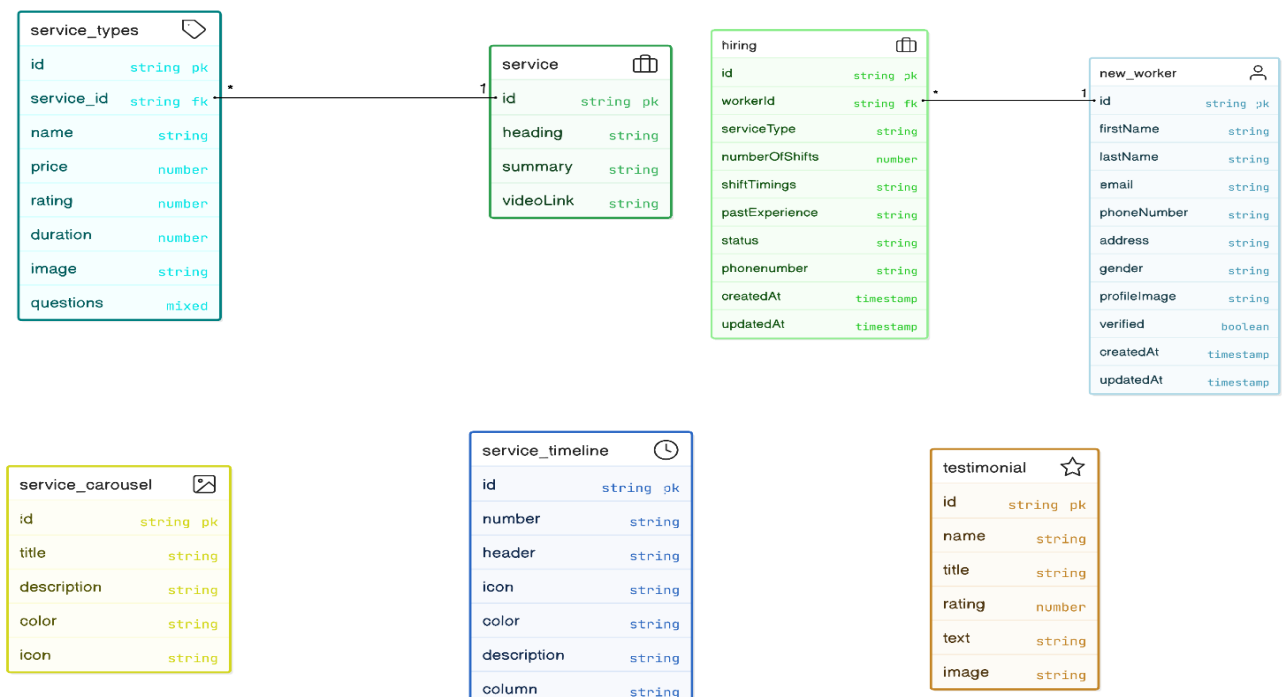 service_types
id string pk
service_id string fk
name string
price number
rating number
duration number
image string
questions mixed
* 1
service
id string pk
heading string
summary string
videoLink string
hiring
id string pk
workerId string fk
serviceType string
numberOfShifts number
shiftTimings string
pastExperience string
status string
phonenumber string
createdAt timestamp
updatedAt timestamp
* 1
new_worker
id string pk
firstName string
lastName string
email string
phoneNumber string
address string
gender string
profileImage string
verified boolean
createdAt timestamp
updatedAt timestamp
service_carousel
id string pk
title string
description string
color string
icon string
service_timeline
id string pk
number string
header string
icon string
color string
description string
column string
testimonial
id string pk
name string
title string
rating number
text string
image string